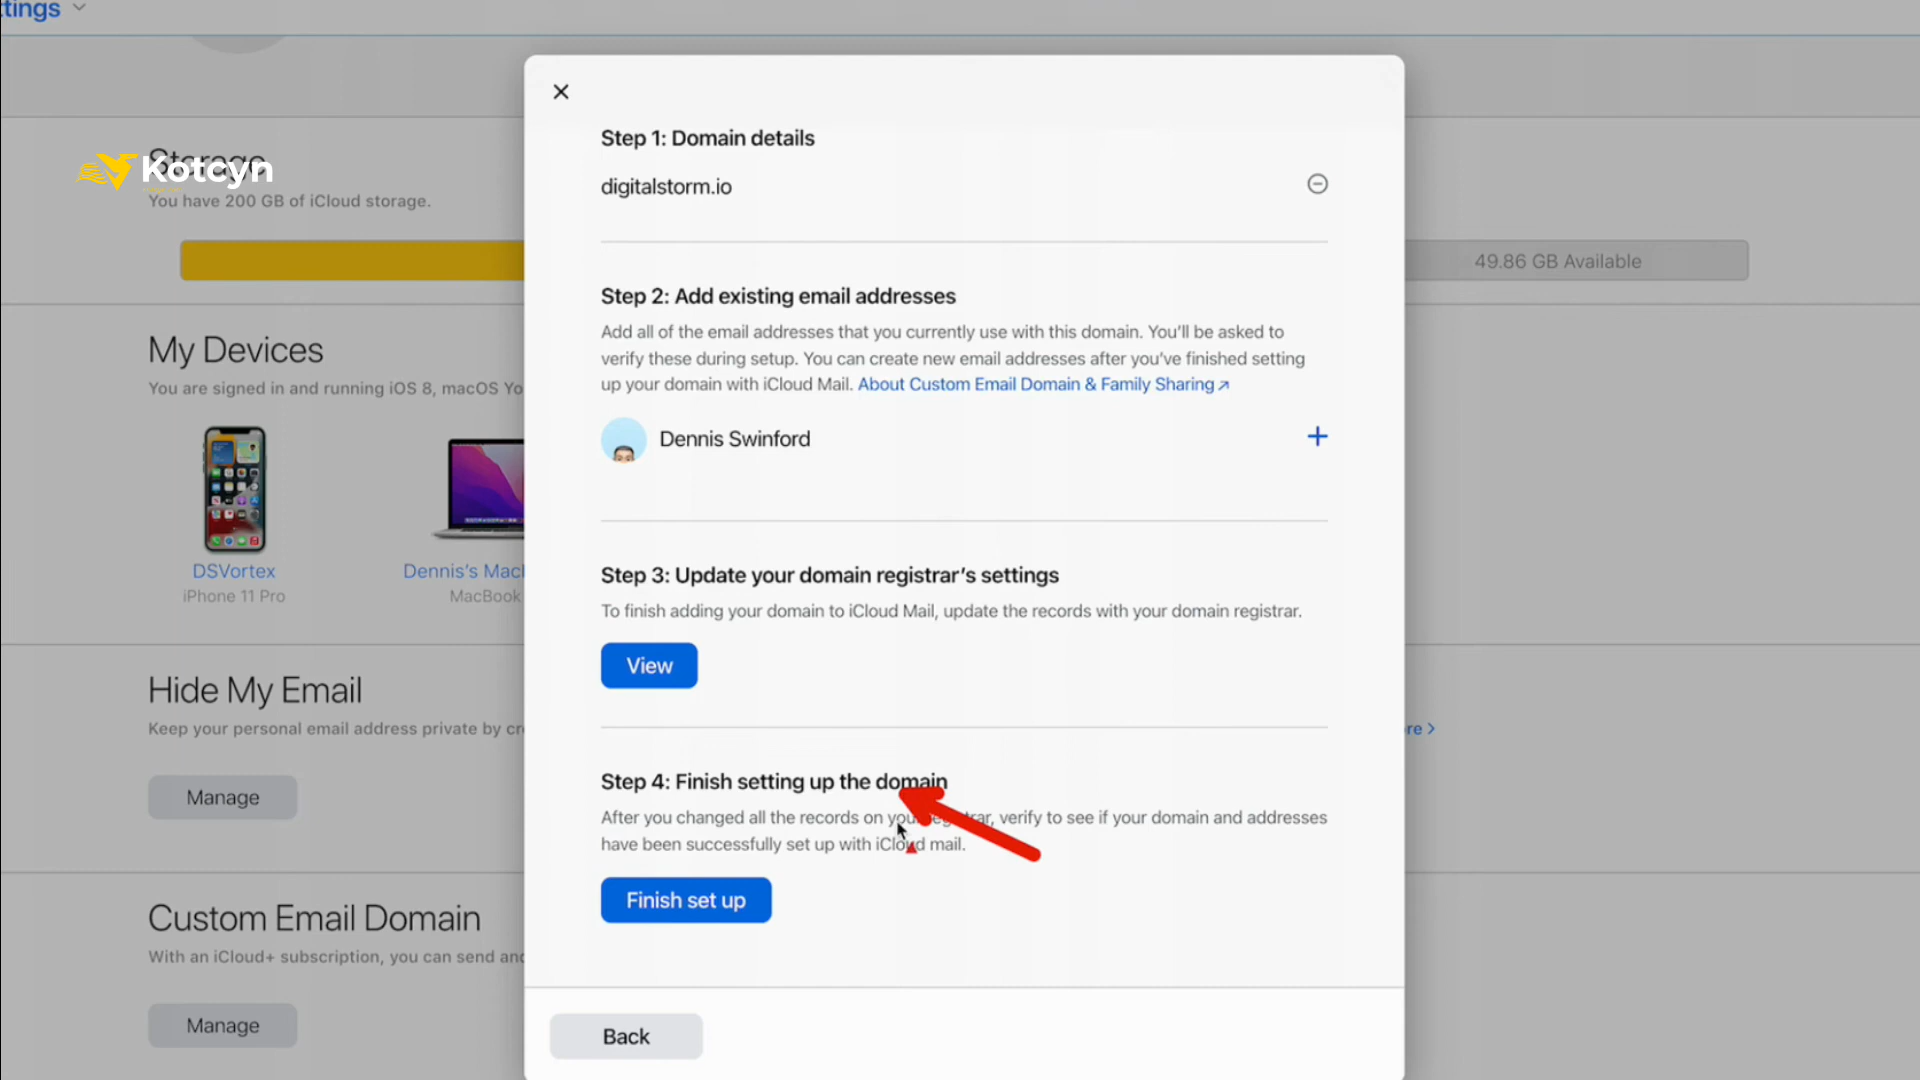 ttings
Storage
Kotcyn
You have 200 GB of iCloud storage.
49.86 GB Available
My Devices
You are signed in and running iOS 8, macOS Yo
DSVortex
iPhone 11 Pro
Dennis's Mac
MacBook
Hide My Email
Keep your personal email address private by cr
re >
Manage
Custom Email Domain
With an iCloud+ subscription, you can send and
Manage
Step 1: Domain details
digitalstorm.io
Step 2: Add existing email addresses
Add all of the email addresses that you currently use with this domain. You'll be asked to
verify these during setup. You can create new email addresses after you've finished setting
up your domain with iCloud Mail. About Custom Email Domain & Family Sharing ↗
Dennis Swinford
Step 3: Update your domain registrar's settings
To finish adding your domain to iCloud Mail, update the records with your domain registrar.
View
Step 4: Finish setting up the domain
After you changed all the records on your registrar, verify to see if your domain and addresses
have been successfully set up with iCloud mail.
Finish set up
Back